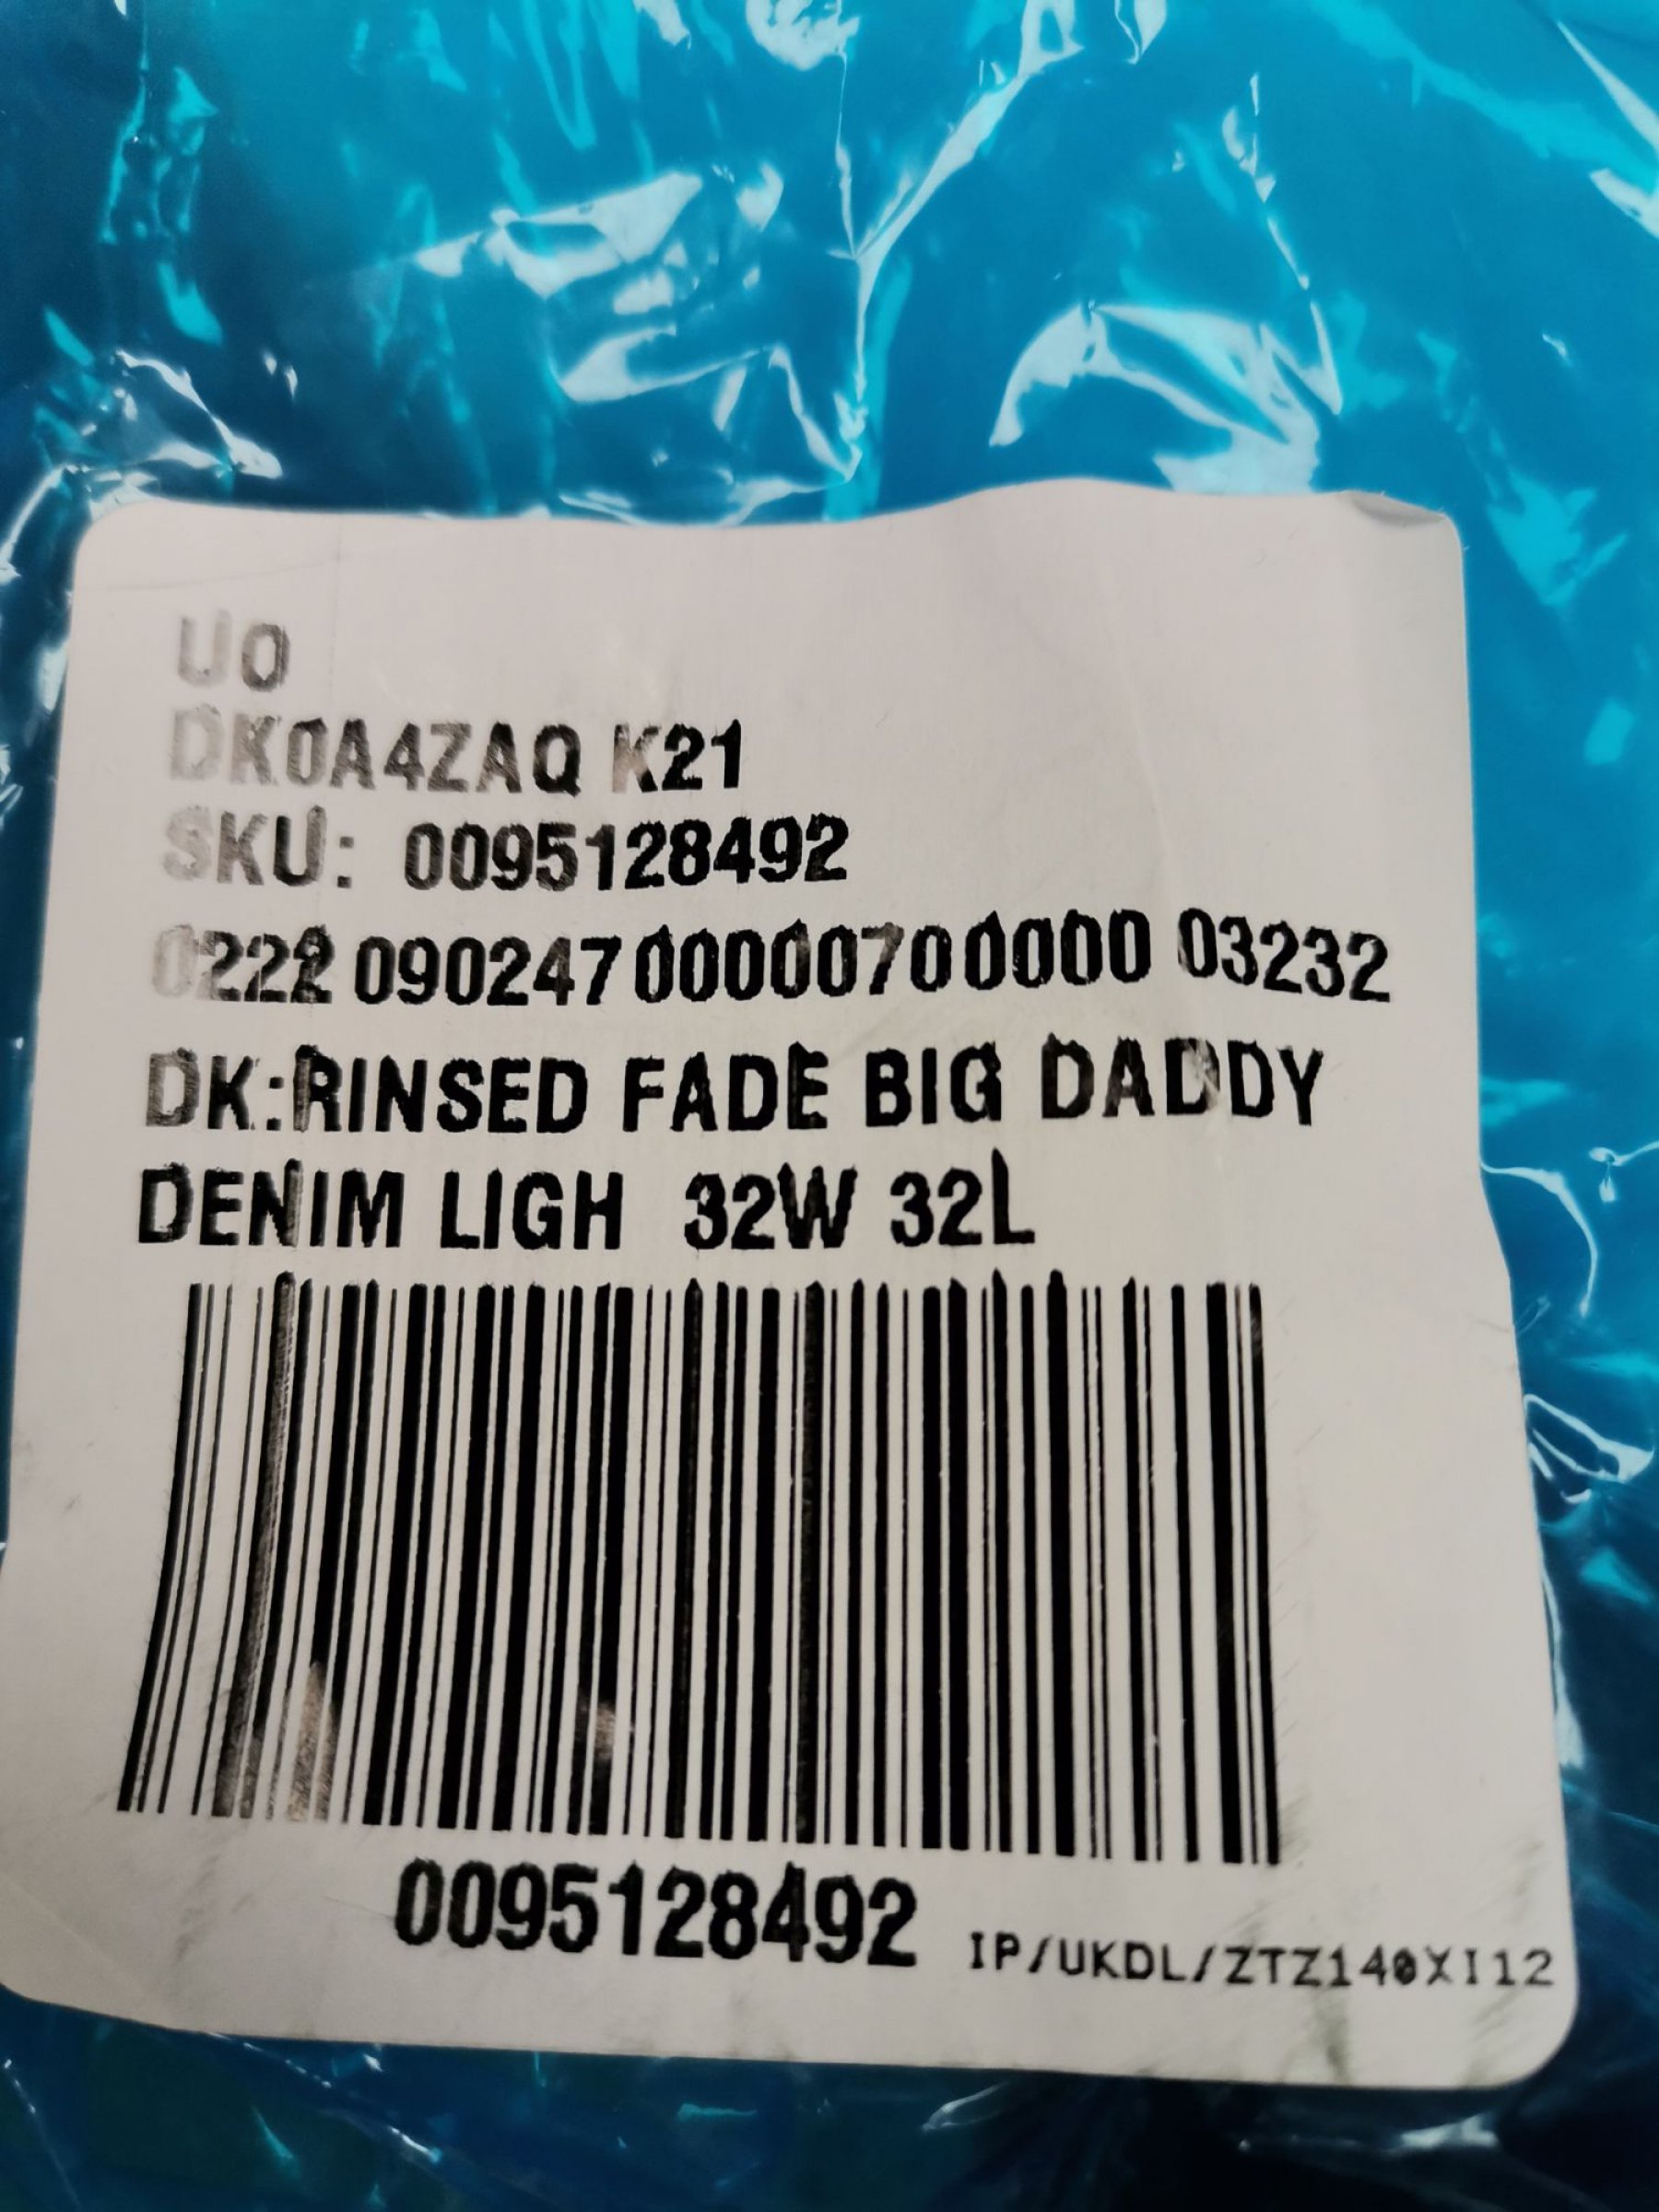 UO
DK0A4ZAQ K21
SKU: 0095128492
0222 090247 000007 00000 03232
DK:RINSED FADE BIG DADDY
DENIM LIGH 32W 32L
0095128492
IP/UKDL/ZTZ140XI12